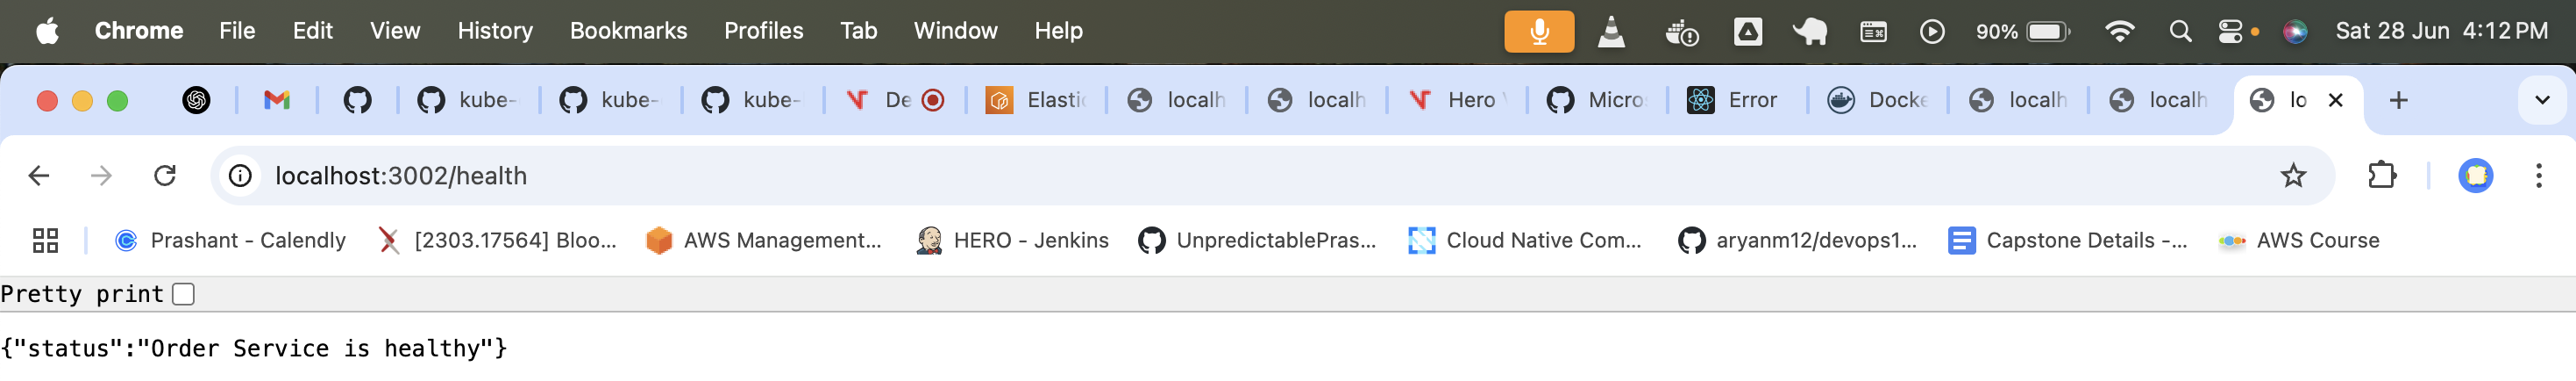 Chrome File Edit View History Bookmarks Profiles Tab Window Help 90% Sat 28 Jun 4:12 PM
kube- kube- kube- De Elastic localh localh Hero Micro Error Docke localh localh lo
localhost:3002/health
Prashant - Calendly [2303.17564] Bloo... AWS Management... HERO - Jenkins UnpredictablePras... Cloud Native Com... aryanm12/devops1... Capstone Details -... AWS Course
Pretty print
{"status":"Order Service is healthy"}